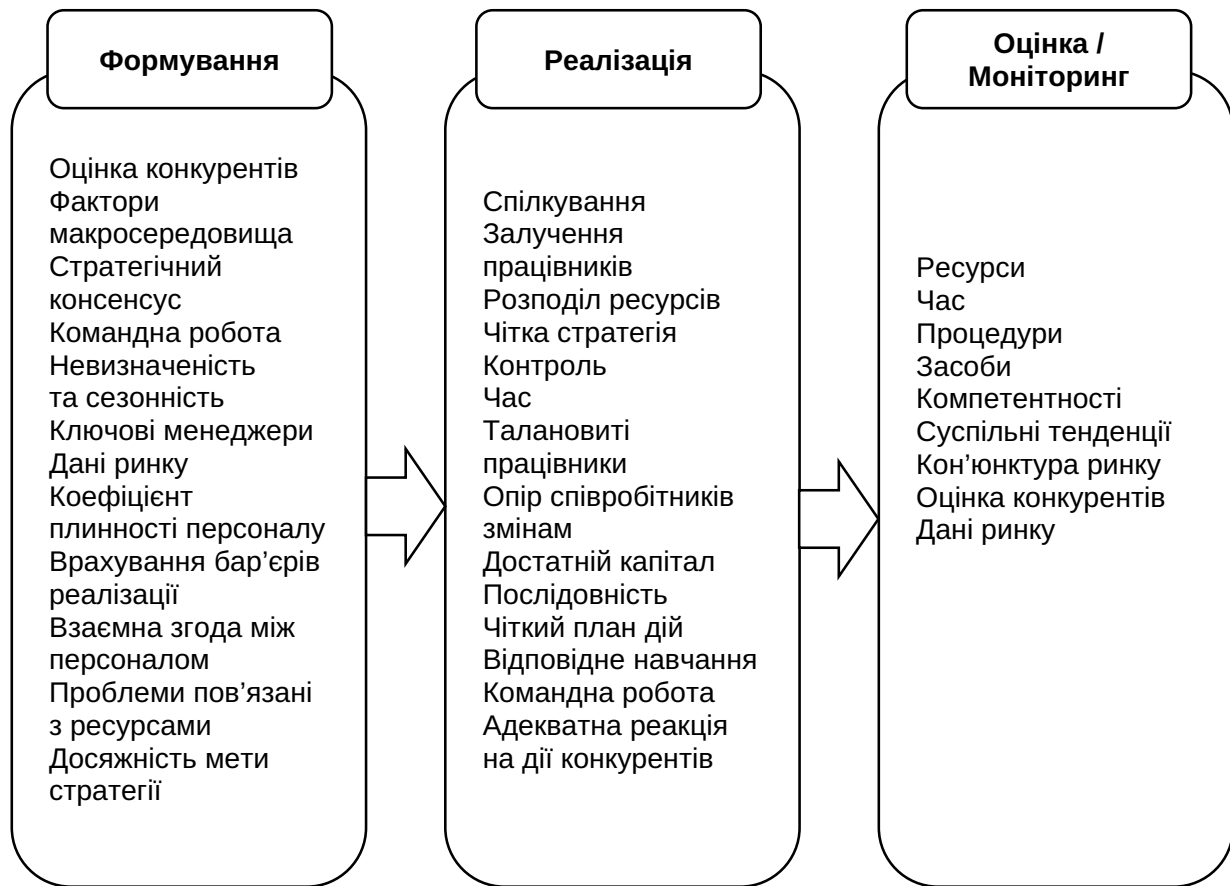 Формування
Оцінка конкурентів
Фактори
макросередовища
Стратегічний
консенсус
Командна робота
Невизначеність
та сезонність
Ключові менеджери
Дані ринку
Коефіцієнт
плинності персоналу
Врахування бар’єрів
реалізації
Взаємна згода між
персоналом
Проблеми пов’язані
з ресурсами
Досяжність мети
стратегії
Реалізація
Спілкування
Залучення
працівників
Розподіл ресурсів
Чітка стратегія
Контроль
Час
Талановиті
працівники
Опір співробітників
змінам
Достатній капітал
Послідовність
Чіткий план дій
Відповідне навчання
Командна робота
Адекватна реакція
на дії конкурентів
Оцінка /
Моніторинг
Ресурси
Час
Процедури
Засоби
Компетентності
Суспільні тенденції
Кон’юнктура ринку
Оцінка конкурентів
Дані ринку